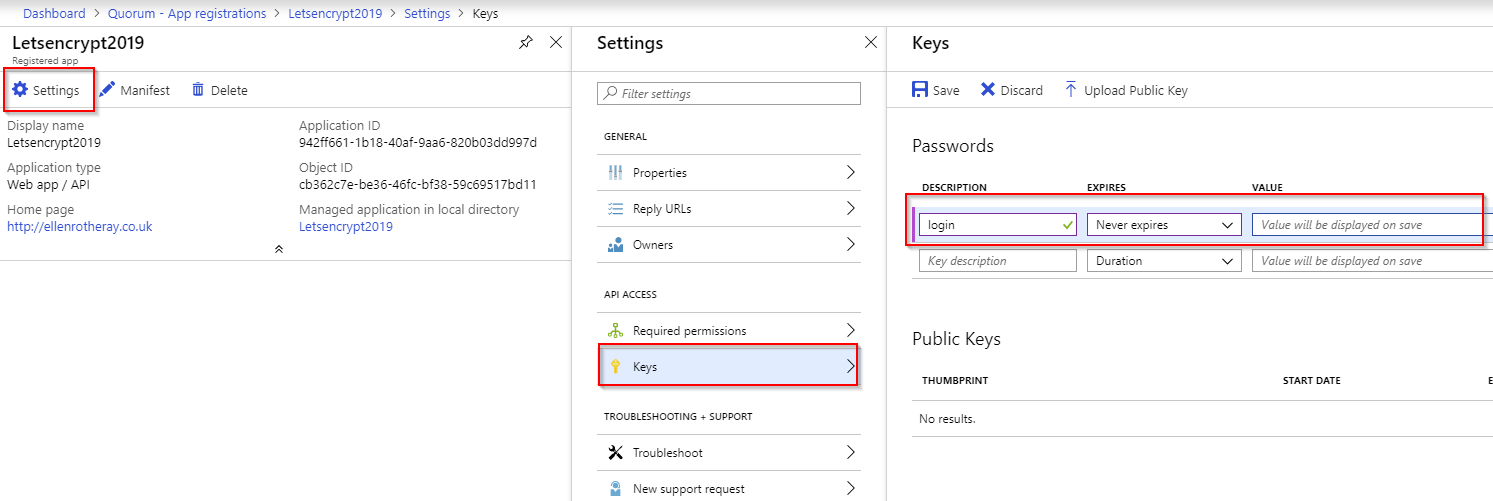 Dashboard > Quorum - App registrations > Letsencrypt2019 > Settings > Keys
Letsencrypt2019
Registered app
Settings Manifest Delete
Display name
Letsencrypt2019
Application ID
942ff661-1b18-40af-9aa6-820b03dd997d
Application type
Web app / API
Object ID
cb362c7e-be36-46fc-bf38-59c69517bd11
Home page
http://ellenrotheray.co.uk
Managed application in local directory
Letsencrypt2019
Settings
Filter settings
GENERAL
Properties
Reply URLs
Owners
API ACCESS
Required permissions
Keys
TROUBLESHOOTING + SUPPORT
Troubleshoot
New support request
Keys
Save Discard Upload Public Key
Passwords
DESCRIPTION EXPIRES VALUE
login Never expires Value will be displayed on save
Key description Duration Value will be displayed on save
Public Keys
THUMBPRINT START DATE E
No results.